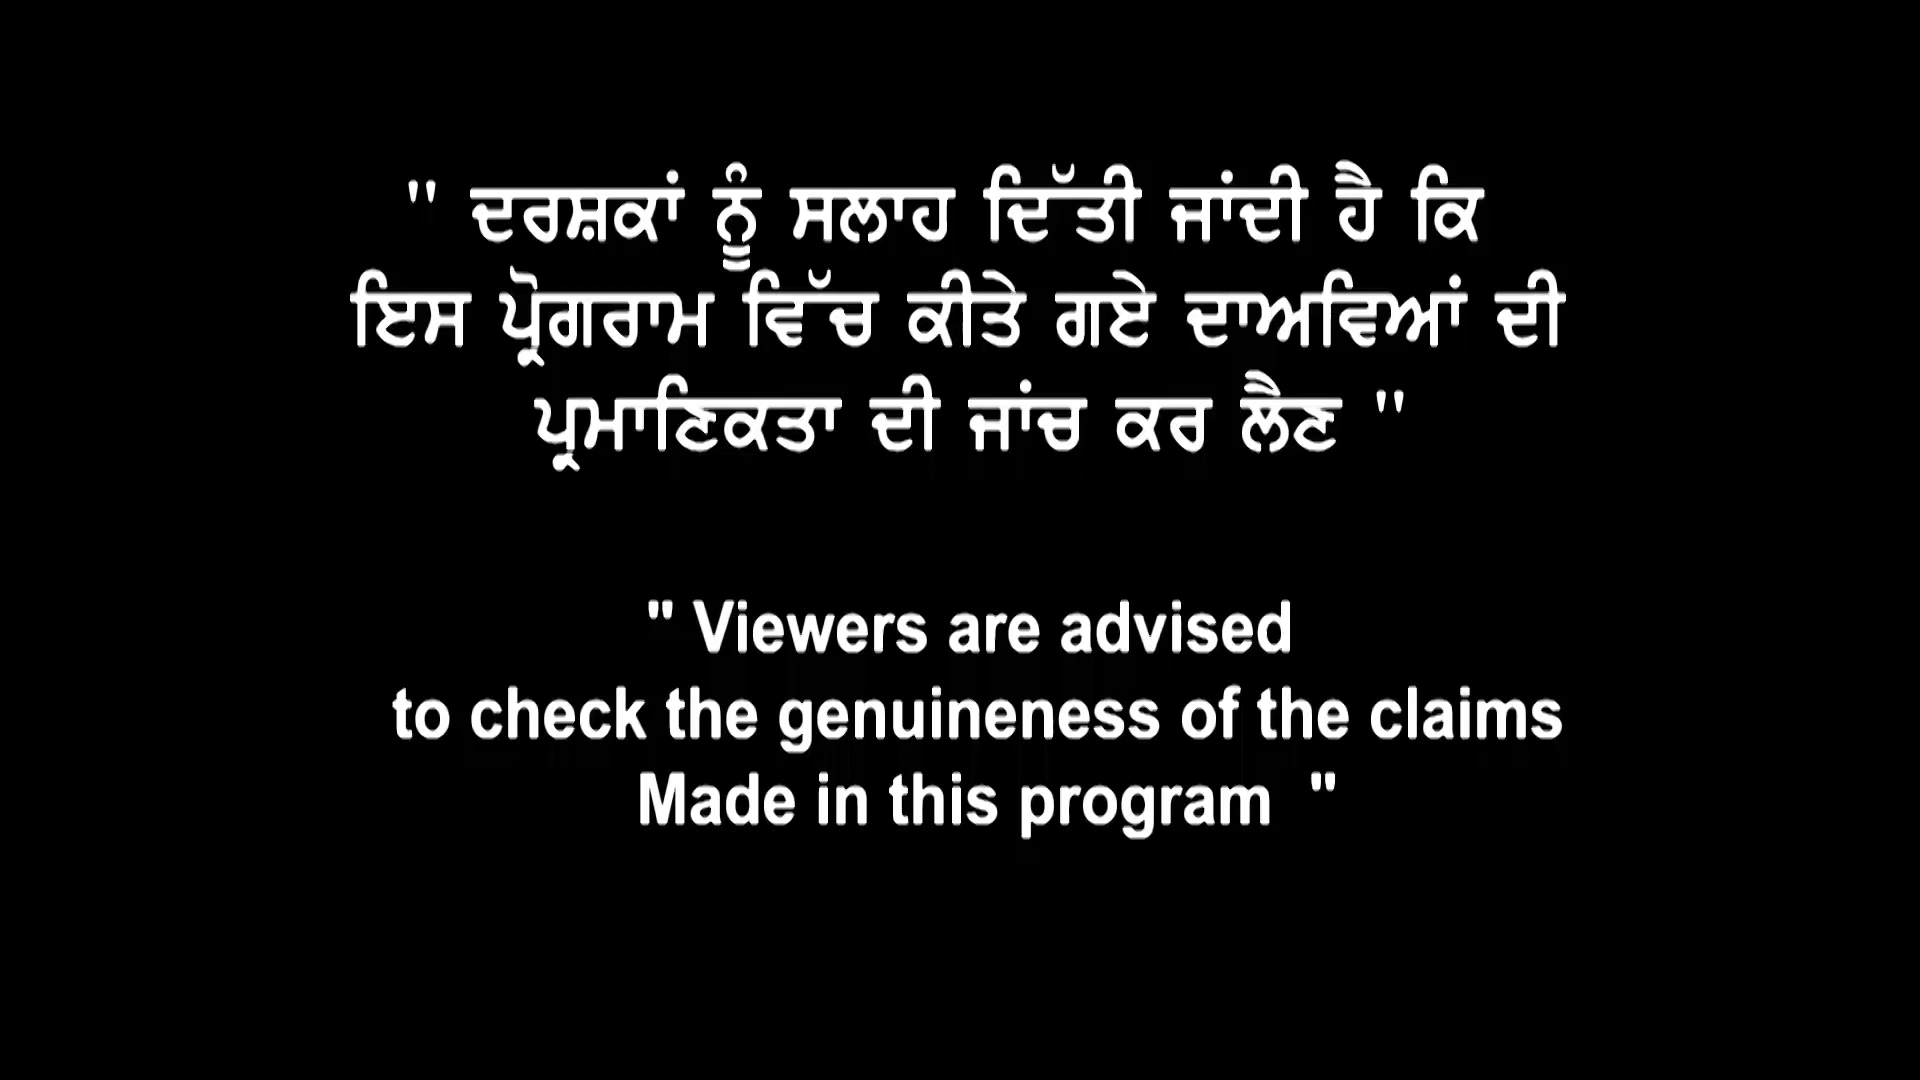 " ਦਰਸ਼ਕਾਂ ਨੂੰ ਸਲਾਹ ਦਿੱਤੀ ਜਾਂਦੀ ਹੈ ਕਿ
ਇਸ ਪ੍ਰੋਗਰਾਮ ਵਿੱਚ ਕੀਤੇ ਗਏ ਦਾਅਵਿਆਂ ਦੀ
ਪ੍ਰਮਾਣਿਕਤਾ ਦੀ ਜਾਂਚ ਕਰ ਲੈਣ "
" Viewers are advised
to check the genuineness of the claims
Made in this program "